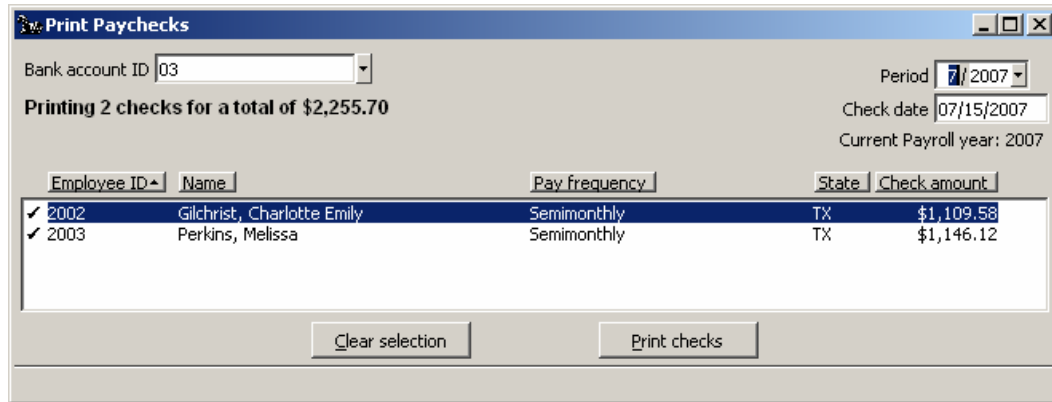 Print Paychecks
Bank account ID 03
Period 7/ 2007
Printing 2 checks for a total of $2,255.70
Check date 07/15/2007
Current Payroll year: 2007
Employee ID Name Pay frequency State Check amount
✓ 2002 Gilchrist, Charlotte Emily Semimonthly TX $1,109.58
✓ 2003 Perkins, Melissa Semimonthly TX $1,146.12
Clear selection Print checks